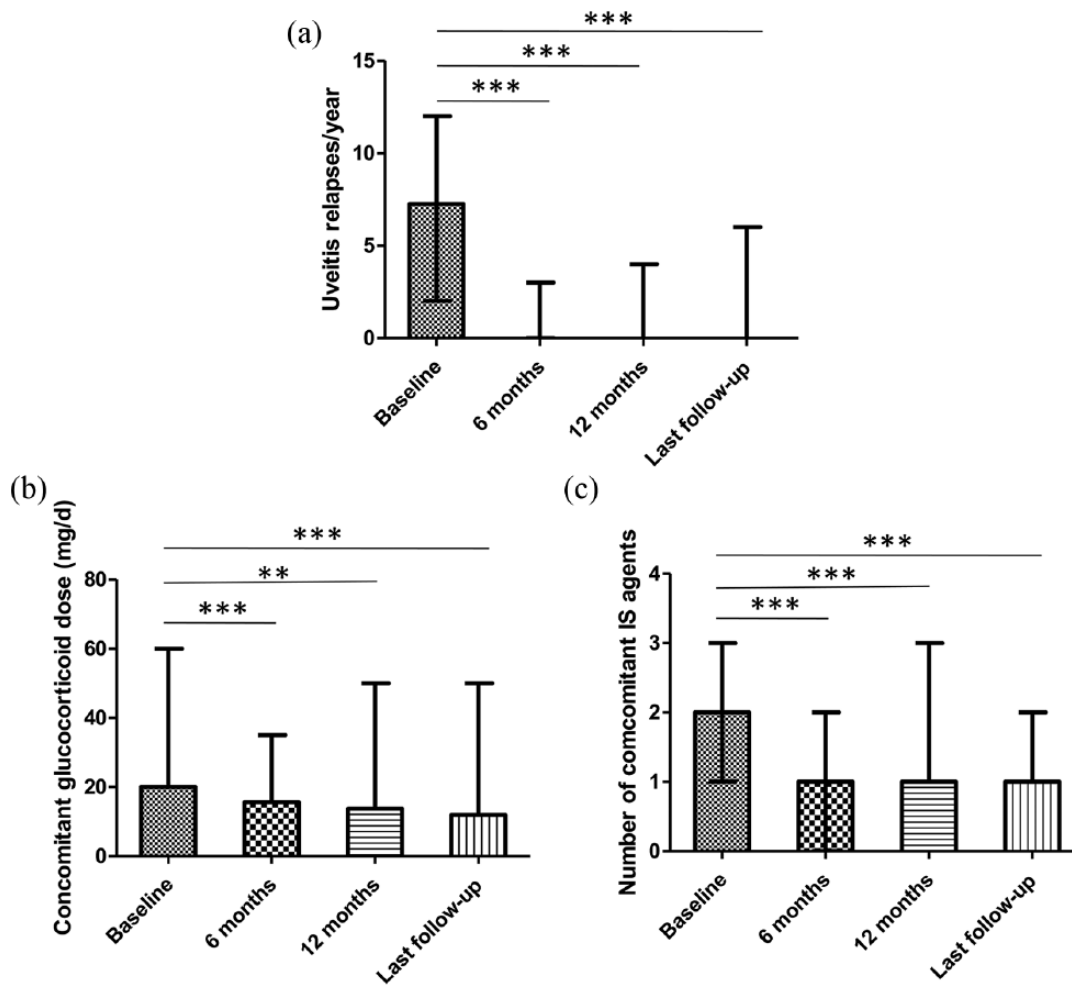 (a)
***
***
***
Uveitis relapses/year
15
10
5
0
Baseline
6 months
12 months
Last follow-up
(b)
***
**
***
Concomitant glucocorticoid dose (mg/d)
80
60
40
20
0
Baseline
6 months
12 months
Last follow-up
(c)
***
***
***
Number of comcomitant IS agents
4
3
2
1
0
Baseline
6 months
12 months
Last follow-up